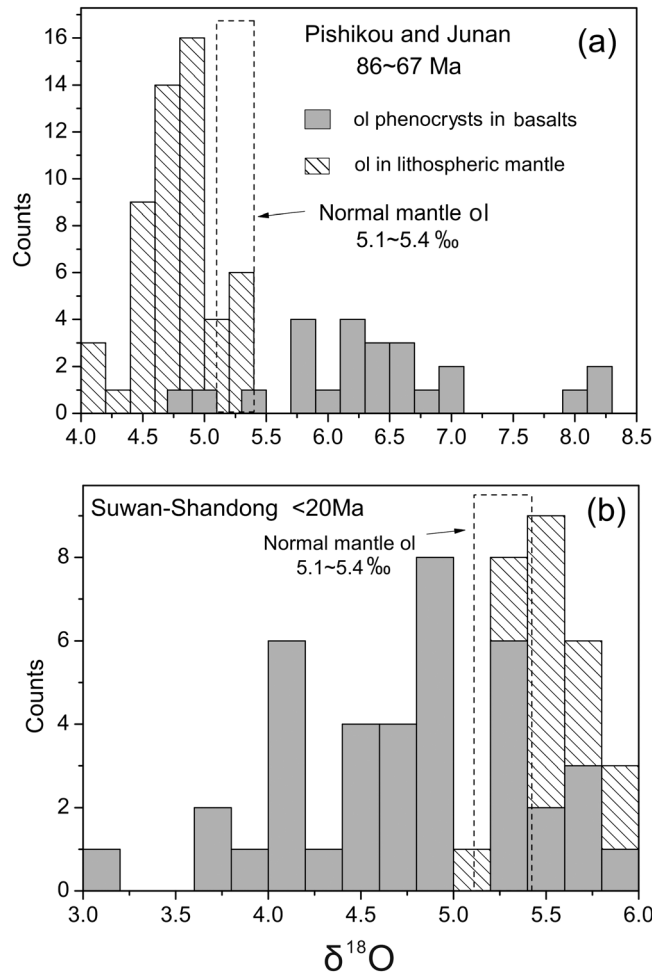 (a)
Pishikou and Junan
86~67 Ma
ol phenocrysts in basalts
ol in lithospheric mantle
Normal mantle ol
5.1~5.4 ‰
Counts
16
14
12
10
8
6
4
2
0
4.0 4.5 5.0 5.5 6.0 6.5 7.0 7.5 8.0 8.5
(b)
Suwan-Shandong <20Ma
Normal mantle ol
5.1~5.4 ‰
Counts
8
6
4
2
0
3.0 3.5 4.0 4.5 5.0 5.5 6.0
δ¹⁸O